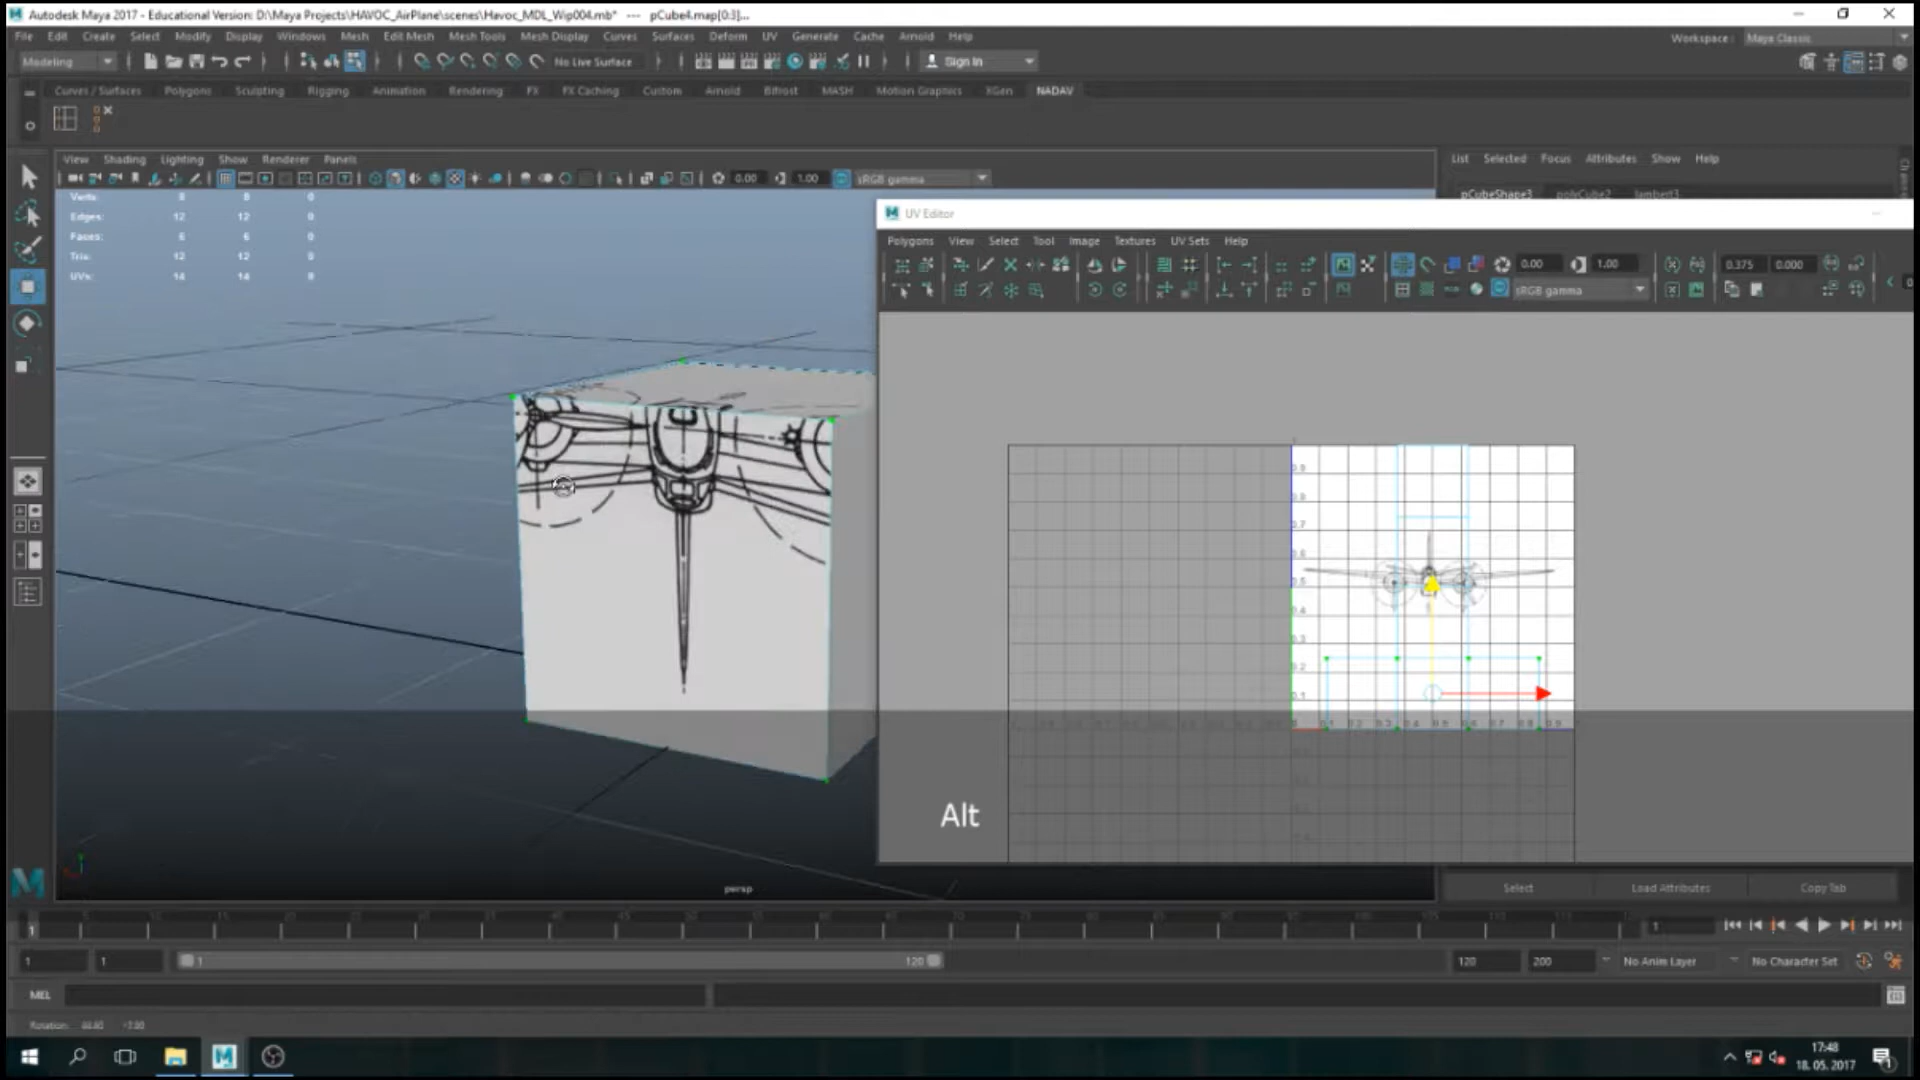 Autodesk Maya 2017 - Educational Version: D:\Maya Projects\HAVOC_AirPlane\scenes\Havoc_MDL_Wip004.mb* --- pCube4.map[0:3]...
File Edit Create Select Modify Display Windows Mesh Edit Mesh Mesh Tools Mesh Display Curves Surfaces Deform UV Generate Cache Arnold Help
Workspace : Maya Classic
Modeling No Live Surface Sign In
Curves / Surfaces Polygons Sculpting Rigging Animation Rendering FX FX Caching Custom Arnold Bifrost MASH Motion Graphics XGen NADAV
View Shading Lighting Show Renderer Panels
List Selected Focus Attributes Show Help
0.00 1.00 sRGB gamma
pCubeShape3 polyCube2 lambert3
Verts: 8 8 0
Edges: 12 12 0
Faces: 6 6 0
Tris: 12 12 0
UVs: 14 14 0
UV Editor
Polygons View Select Tool Image Textures UV Sets Help
0.00 1.00 0.375 0.000
sRGB gamma
Alt
persp
Select Load Attributes Copy Tab
1
1
1 1 1 120 120 200 No Anim Layer No Character Set
MEL
17:48
18. 05. 2017